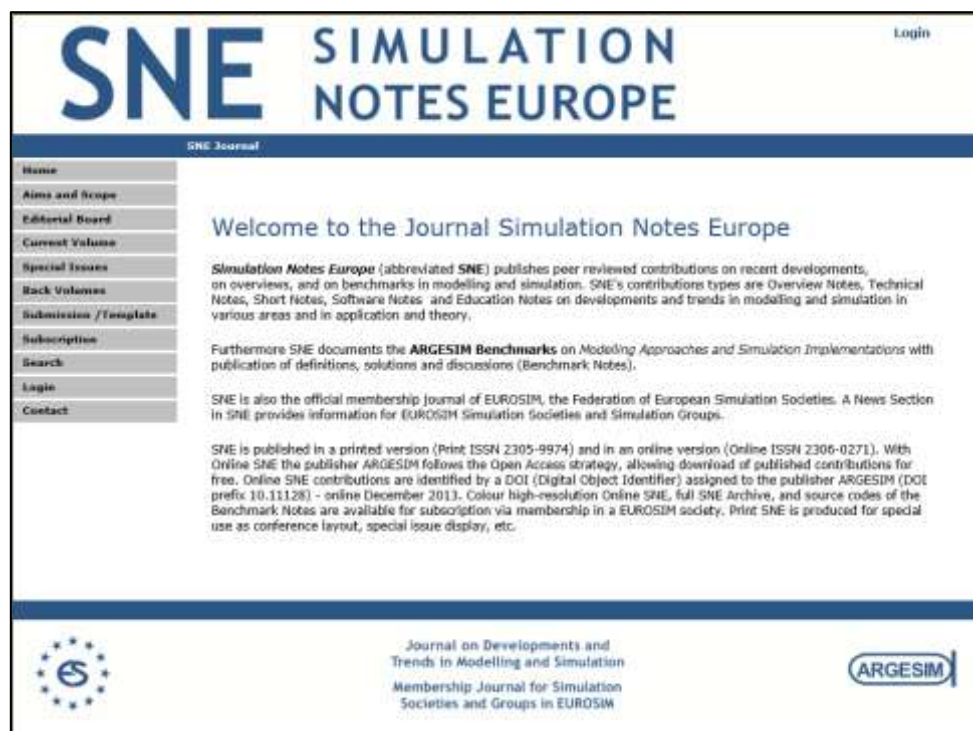 SNE SIMULATION
NOTES EUROPE
Login
SNE Journal
Home
Aims and Scope
Editorial Board
Current Volume
Special Issues
Back Volumes
Submission /Template
Subscription
Search
Login
Contact
Welcome to the Journal Simulation Notes Europe
Simulation Notes Europe (abbreviated SNE) publishes peer reviewed contributions on recent developments,
on overviews, and on benchmarks in modelling and simulation. SNE's contributions types are Overview Notes, Technical
Notes, Short Notes, Software Notes and Education Notes on developments and trends in modelling and simulation in
various areas and in application and theory.
Furthermore SNE documents the ARGESIM Benchmarks on Modelling Approaches and Simulation Implementations with
publication of definitions, solutions and discussions (Benchmark Notes).
SNE is also the official membership journal of EUROSIM, the Federation of European Simulation Societies. A News Section
in SNE provides information for EUROSIM Simulation Societies and Simulation Groups.
SNE is published in a printed version (Print ISSN 2305-9974) and in an online version (Online ISSN 2306-0271). With
Online SNE the publisher ARGESIM follows the Open Access strategy, allowing download of published contributions for
free. Online SNE contributions are identified by a DOI (Digital Object Identifier) assigned to the publisher ARGESIM (DOI
prefix 10.11128) - online December 2013. Colour high-resolution Online SNE, full SNE Archive, and source codes of the
Benchmark Notes are available for subscription via membership in a EUROSIM society. Print SNE is produced for special
use as conference layout, special issue display, etc.
ES
Journal on Developments and
Trends in Modelling and Simulation
Membership Journal for Simulation
Societies and Groups in EUROSIM
ARGESIM